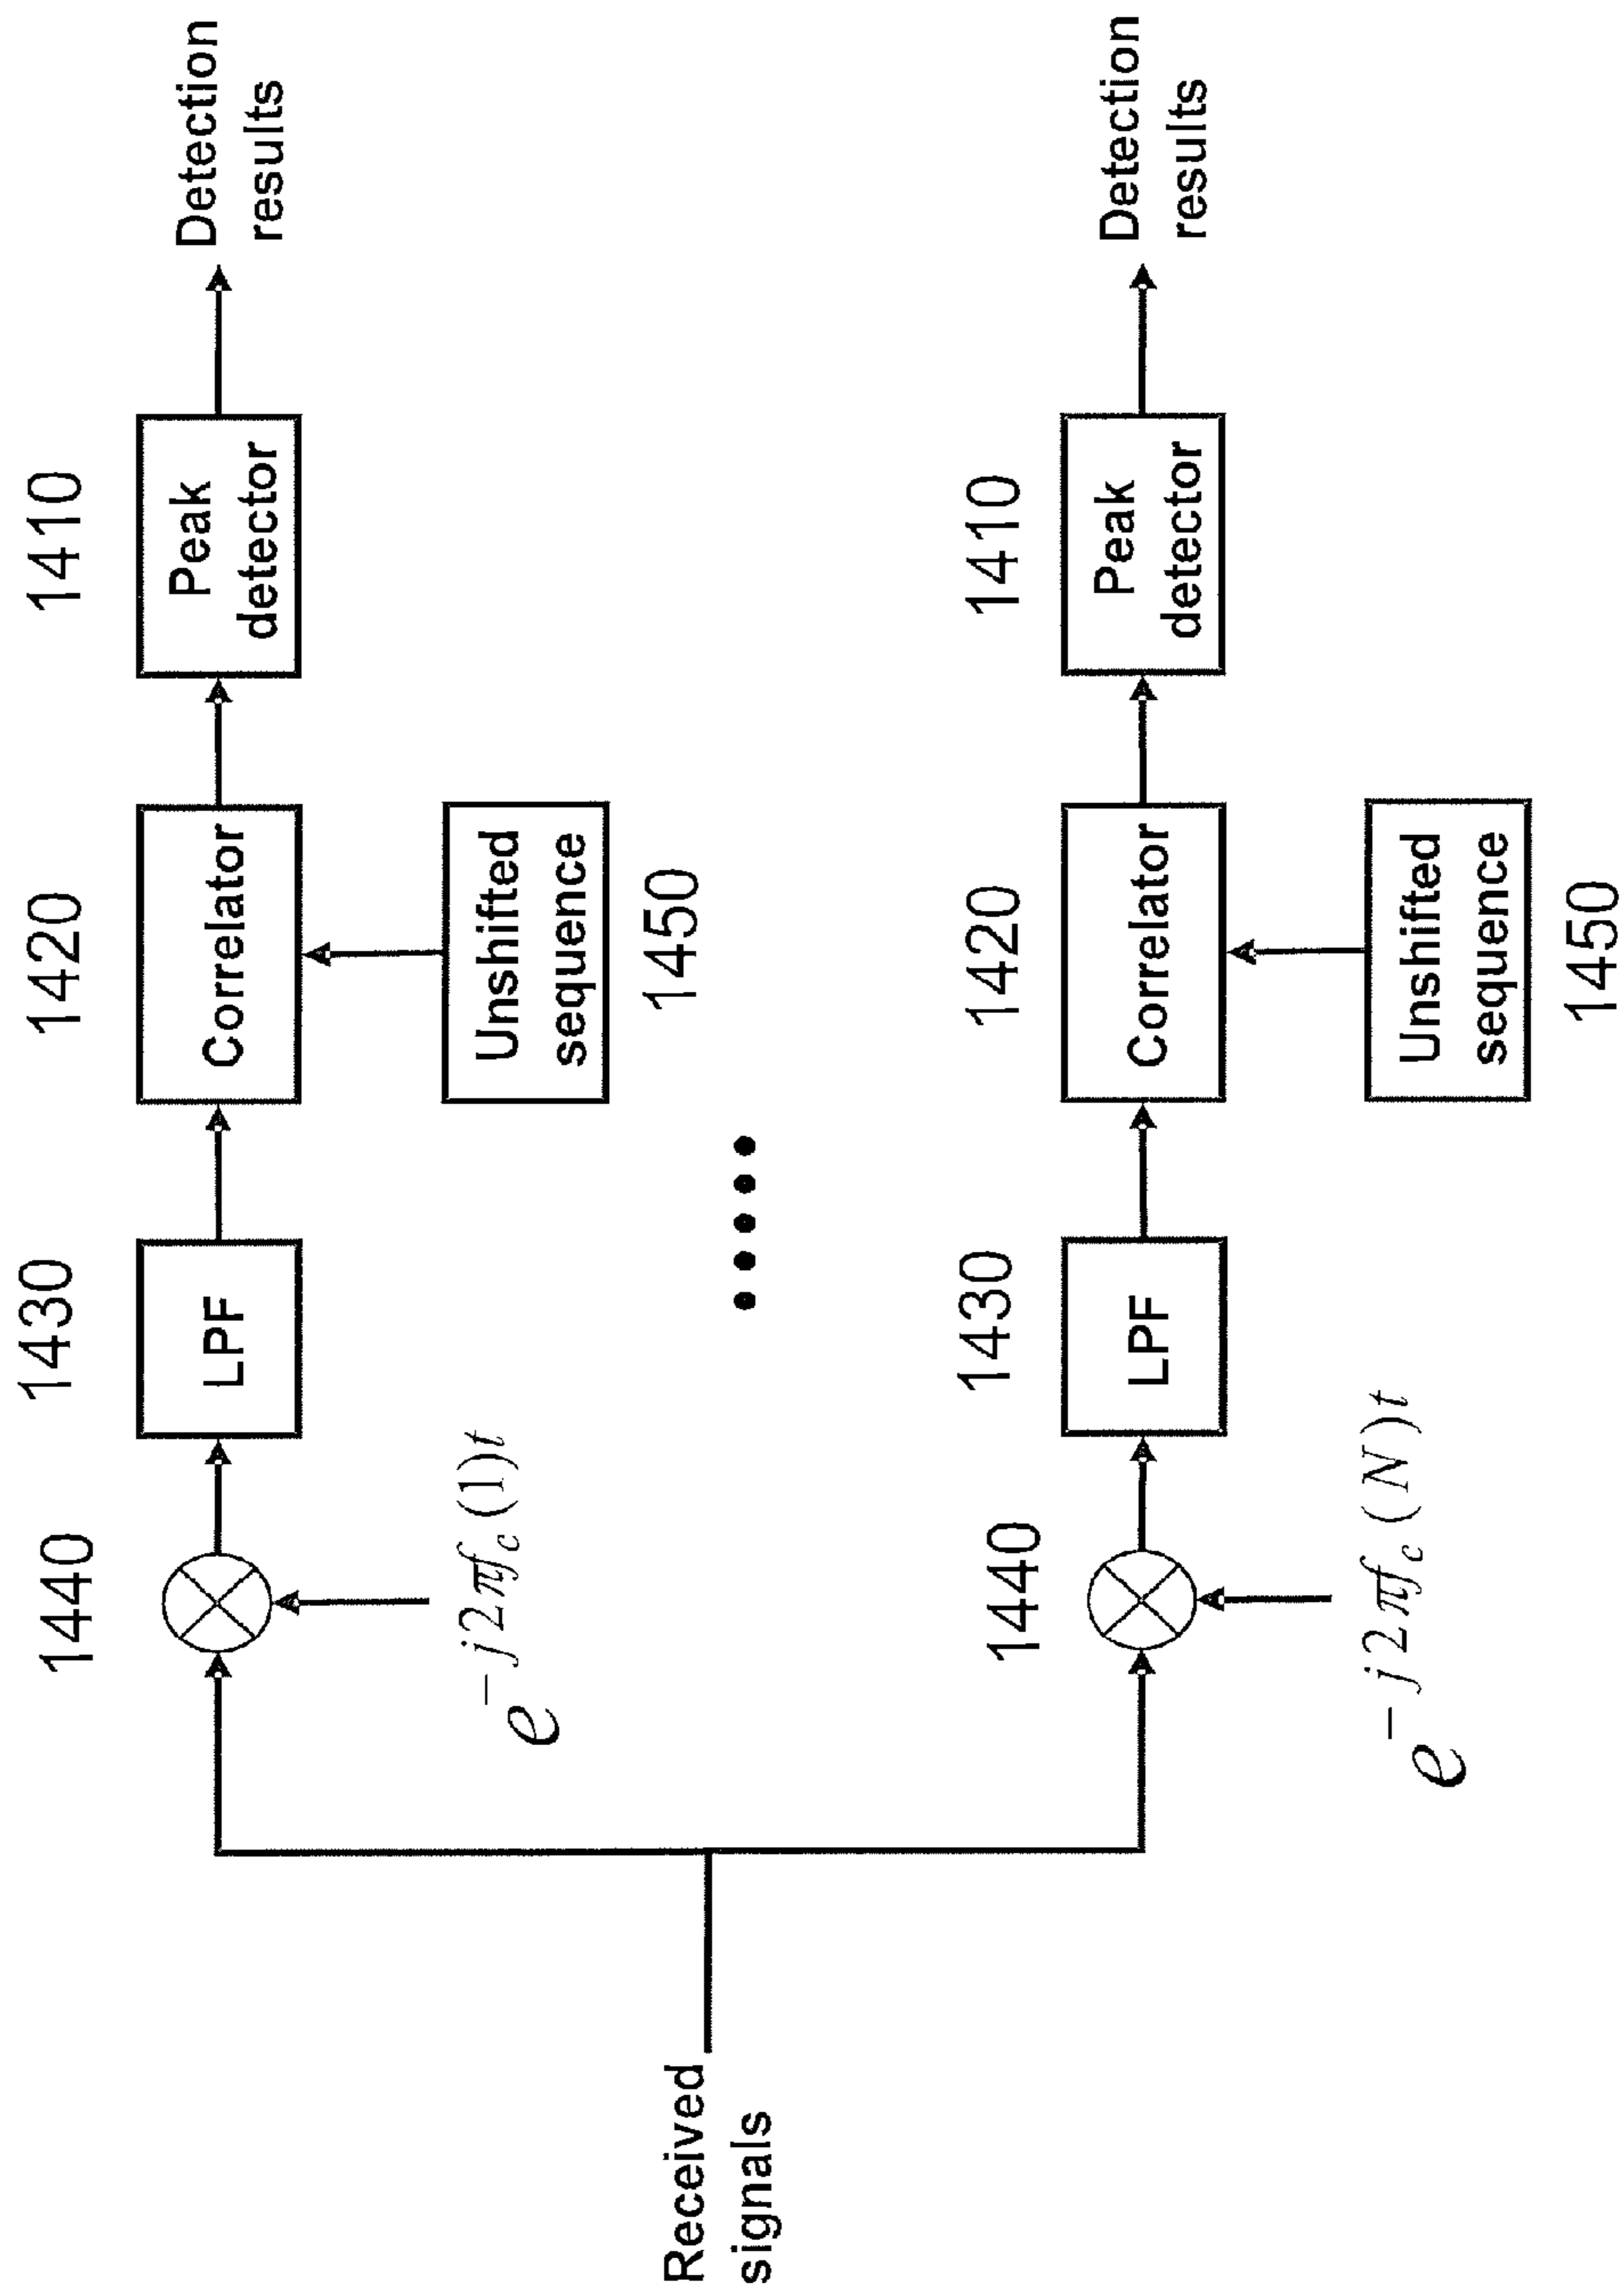 Received
signals
1440
e^{-j2πf_c(1)t}
1430
LPF
1420
Correlator
Unshifted
sequence
1450
1410
Peak
detector
Detection
results
1440
e^{-j2πf_c(N)t}
1430
LPF
1420
Correlator
Unshifted
sequence
1450
1410
Peak
detector
Detection
results